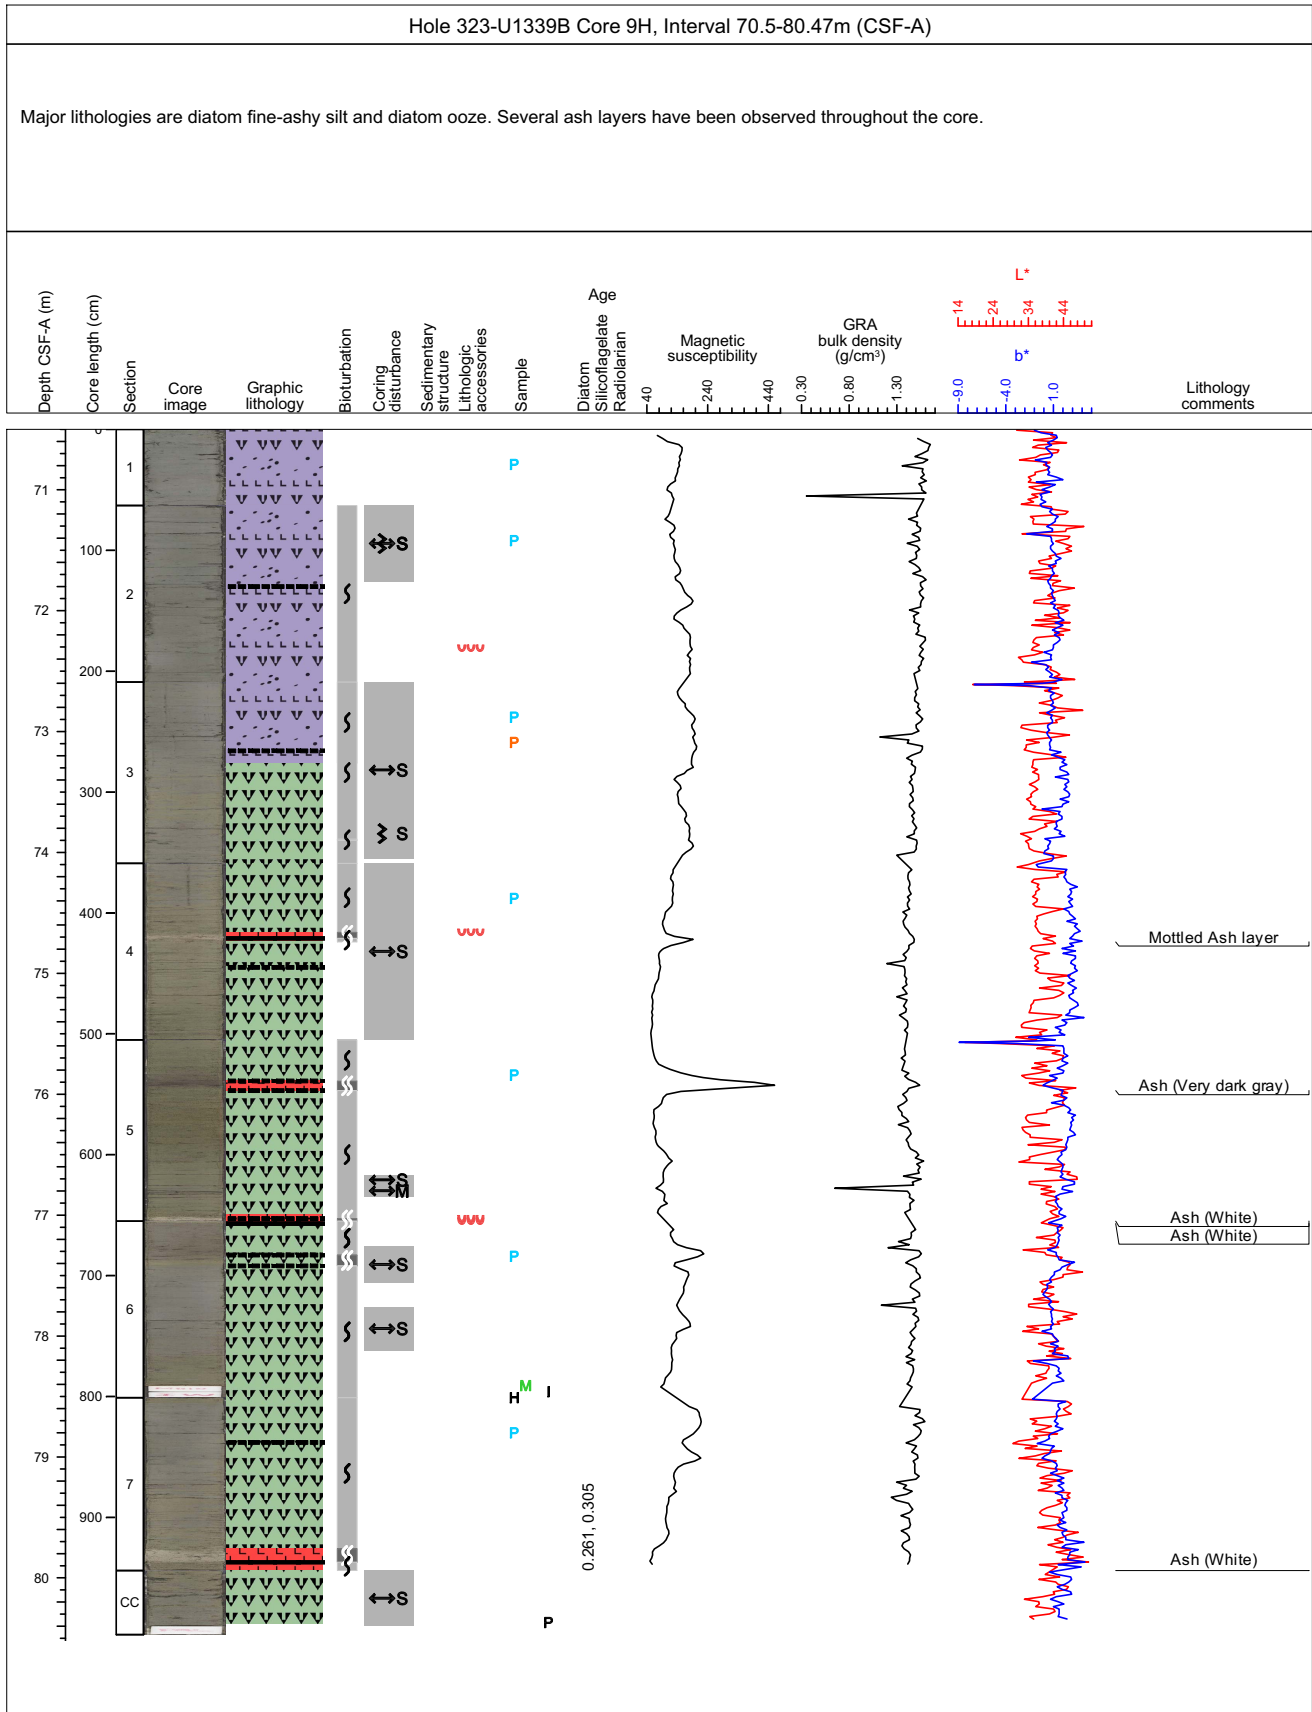 Hole 323-U1339B Core 9H, Interval 70.5-80.47m (CSF-A)
Major lithologies are diatom fine-ashy silt and diatom ooze. Several ash layers have been observed throughout the core.
Depth CSF-A (m)
Core length (cm)
Section
Core
image
Graphic
lithology
Bioturbation
Coring
disturbance
Sedimentary
structure
Lithologic
accessories
Sample
Age
Diatom
Silicoflagelate
Radiolarian
Magnetic
susceptibility
40 240 440
GRA
bulk density
(g/cm³)
0.30 0.80 1.30
L*
14 24 34 44
b*
-9.0 -4.0 1.0
Lithology
comments
0
1
P
71
S
100
P
2
72
200
P
73
P
3
S
300
S
74
P
400
Mottled Ash layer
4
S
75
500
P
76
Ash (Very dark gray)
5
600
S
M
77
Ash (White)
Ash (White)
P
S
700
6
78
S
M
I
800
H
P
79
7
900
0.261, 0.305
Ash (White)
80
CC
S
P